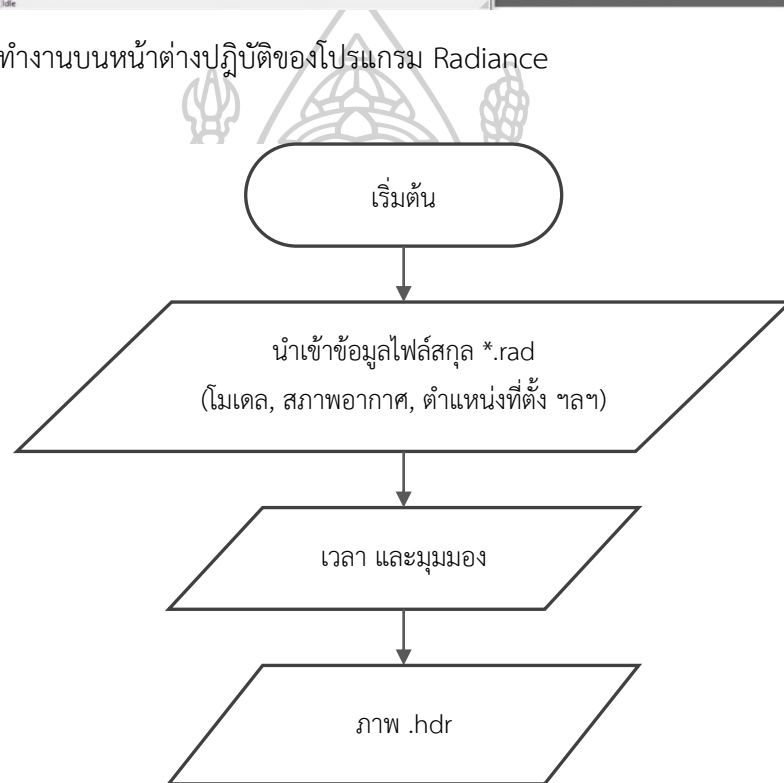 Idle
ทำงานบนหน้าต่างปฎิบัติของโปรแกรม Radiance
เริ่มต้น
นำเข้าข้อมูลไฟล์สกุล *.rad
(โมเดล, สภาพอากาศ, ตำแหน่งที่ตั้ง ฯลฯ)
เวลา และมุมมอง
ภาพ .hdr